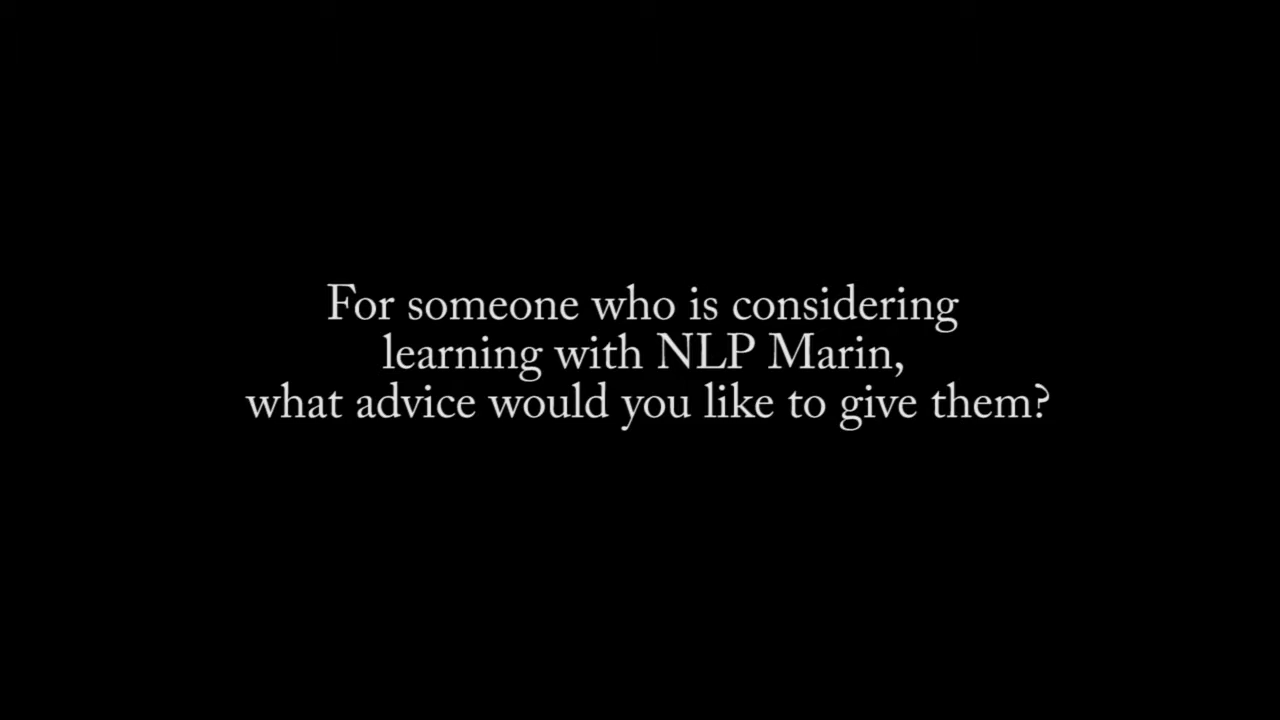 For someone who is considering
learning with NLP Marin,
what advice would you like to give them?